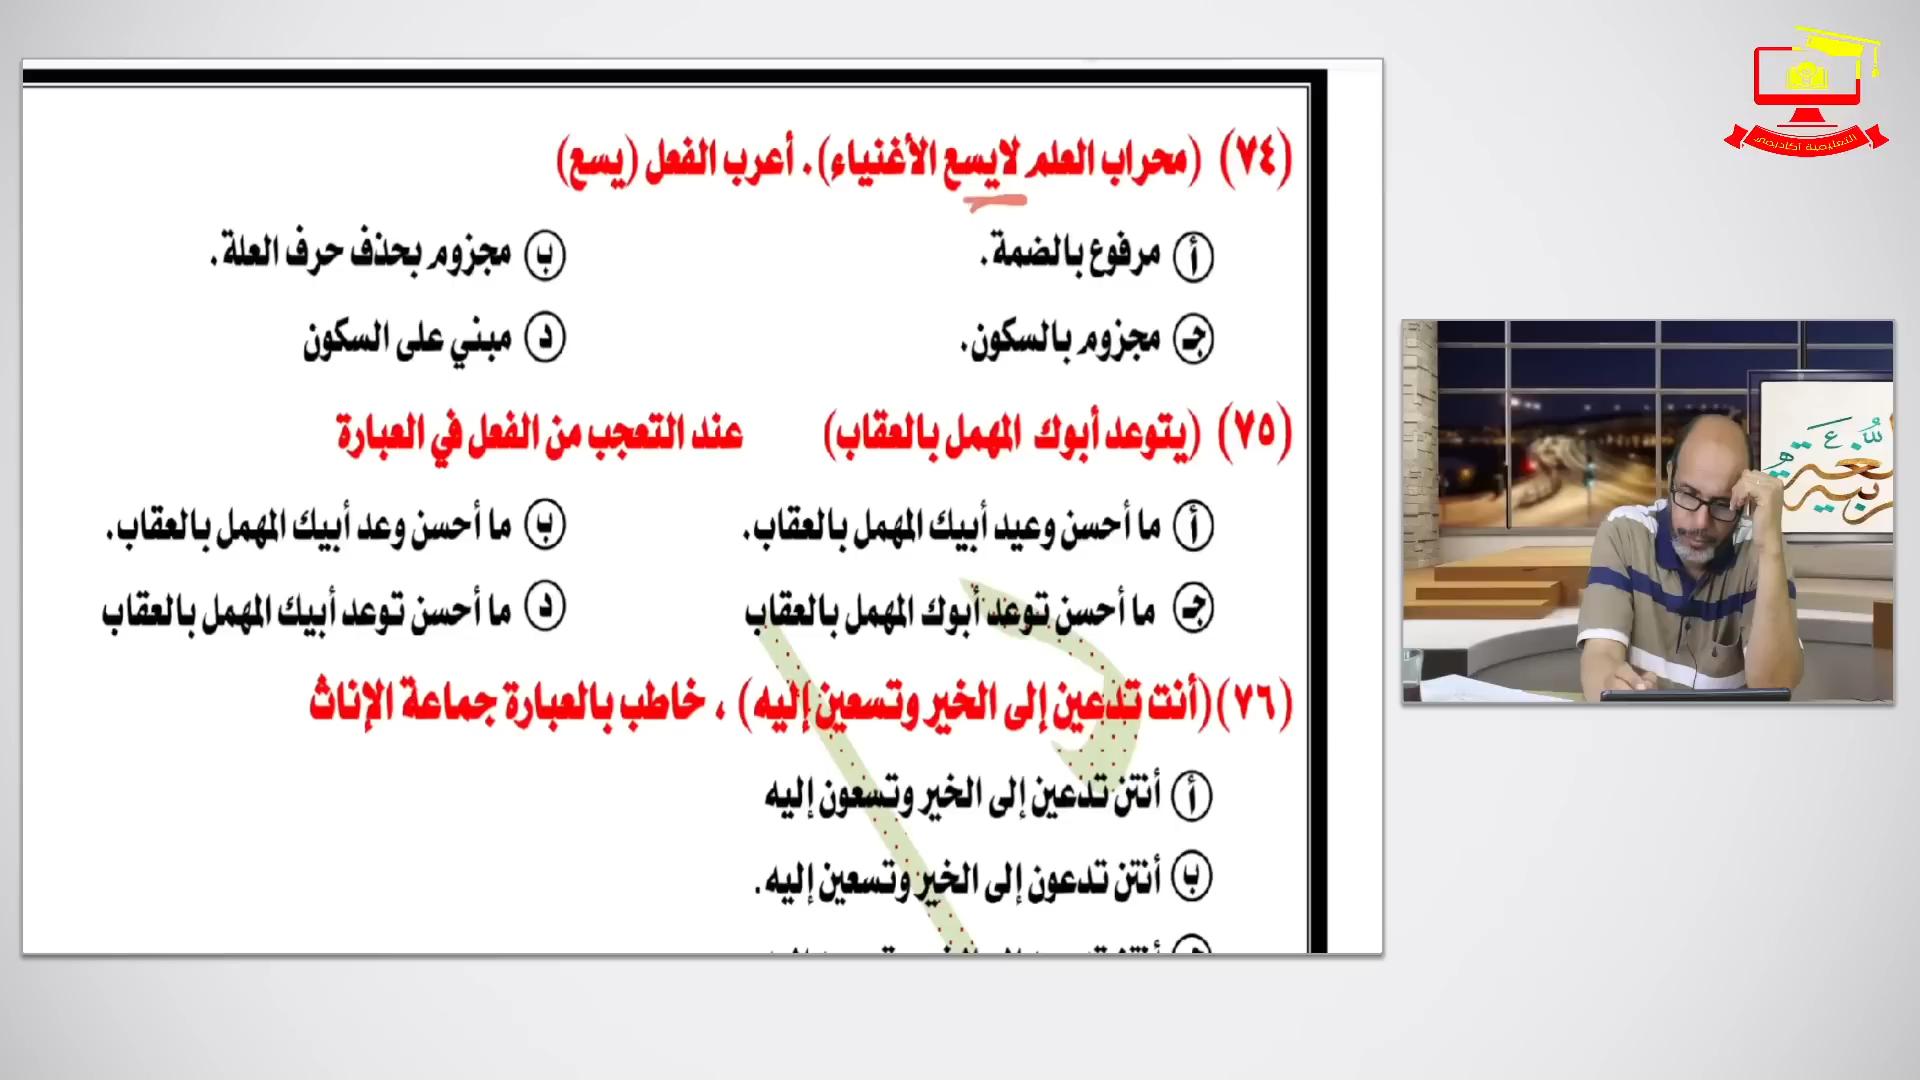 (٧٤) (محراب العلم لايسع الأغنياء). أعرب الفعل (يسع)
أ مرفوع بالضمة.
ب مجزوم بحذف حرف العلة.
جـ مجزوم بالسكون.
د مبني على السكون
(٧٥) (يتوعد أبوك المهمل بالعقاب) عند التعجب من الفعل في العبارة
أ ما أحسن وعيد أبيك المهمل بالعقاب.
ب ما أحسن وعد أبيك المهمل بالعقاب.
جـ ما أحسن توعد أبوك المهمل بالعقاب
د ما أحسن توعد أبيك المهمل بالعقاب
(٧٦) (أنت تدعين إلى الخير وتسعين إليه) ، خاطب بالعبارة جماعة الإناث
أ أنتن تدعين إلى الخير وتسعون إليه
ب أنتن تدعون إلى الخير وتسعين إليه.
التعليمية أكاديمي